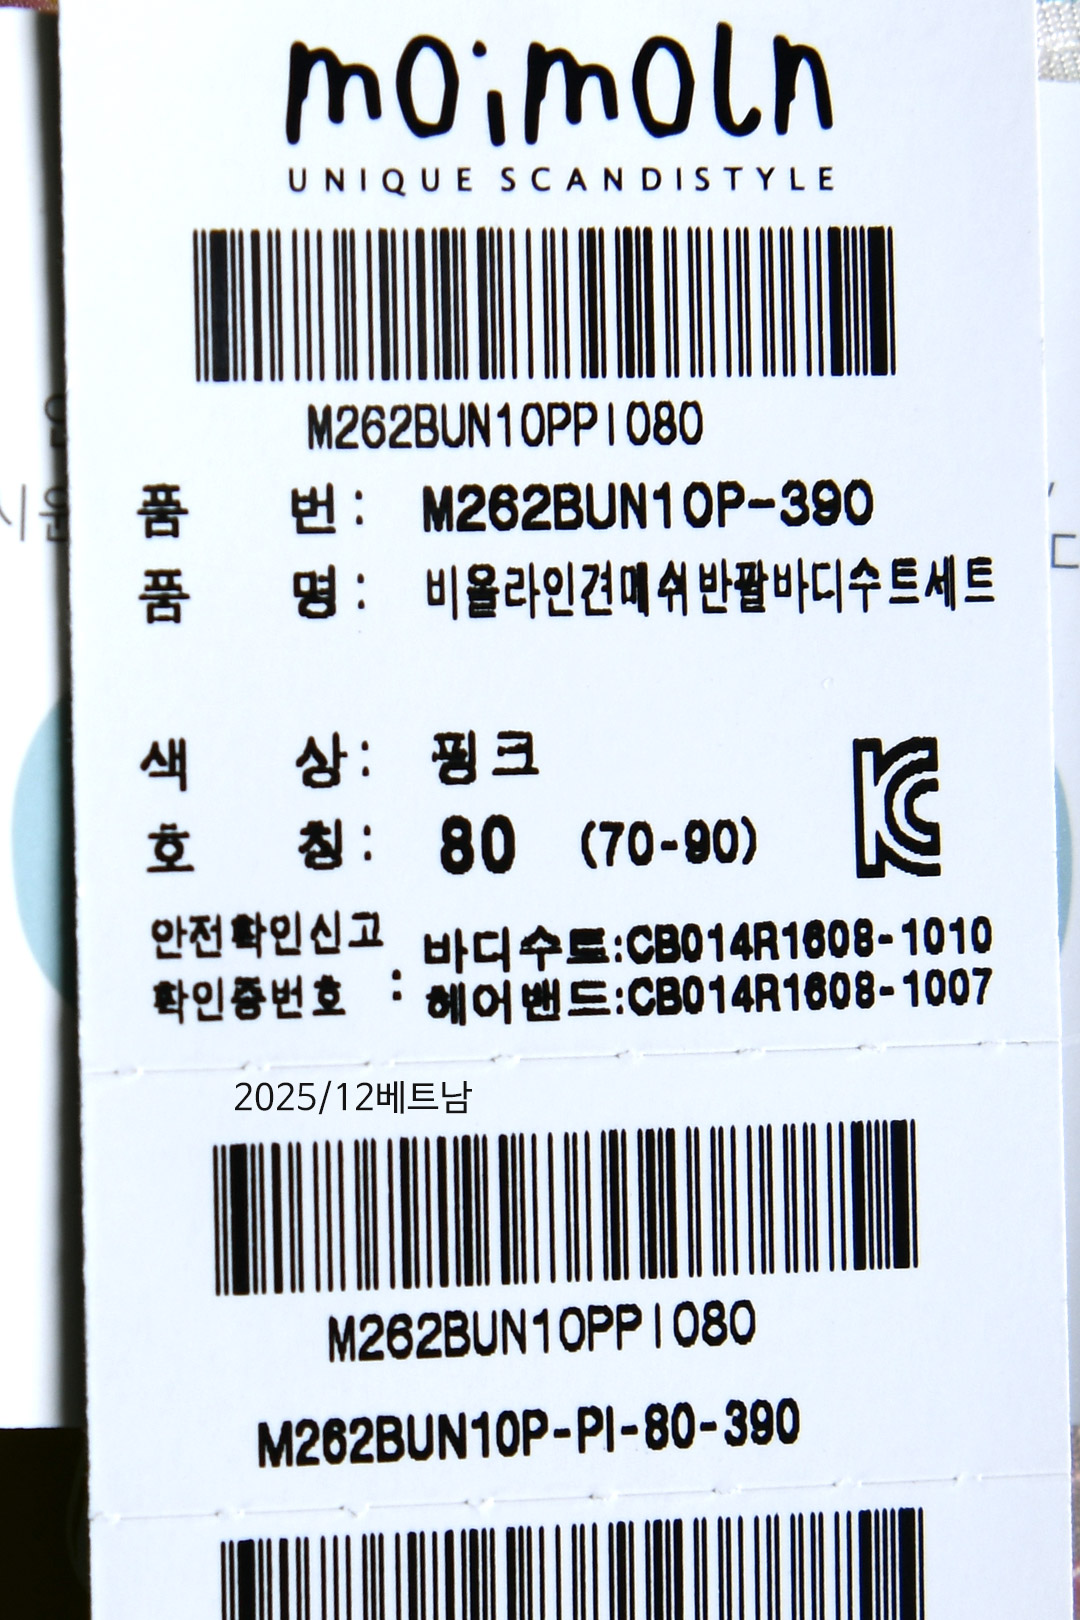 moimoln
UNIQUE SCANDISTYLE
M262BUN10PPI080
품 번 : M262BUN10P-390
품 명 : 비올라인견메쉬반팔바디수트세트
색 상 : 핑크
호 칭 : 80 (70-90)
안전확인신고
확인증번호 :
바디수트:CB014R1608-1010
헤어밴드:CB014R1608-1007
2025/12베트남
M262BUN10PPI080
M262BUN10P-PI-80-390